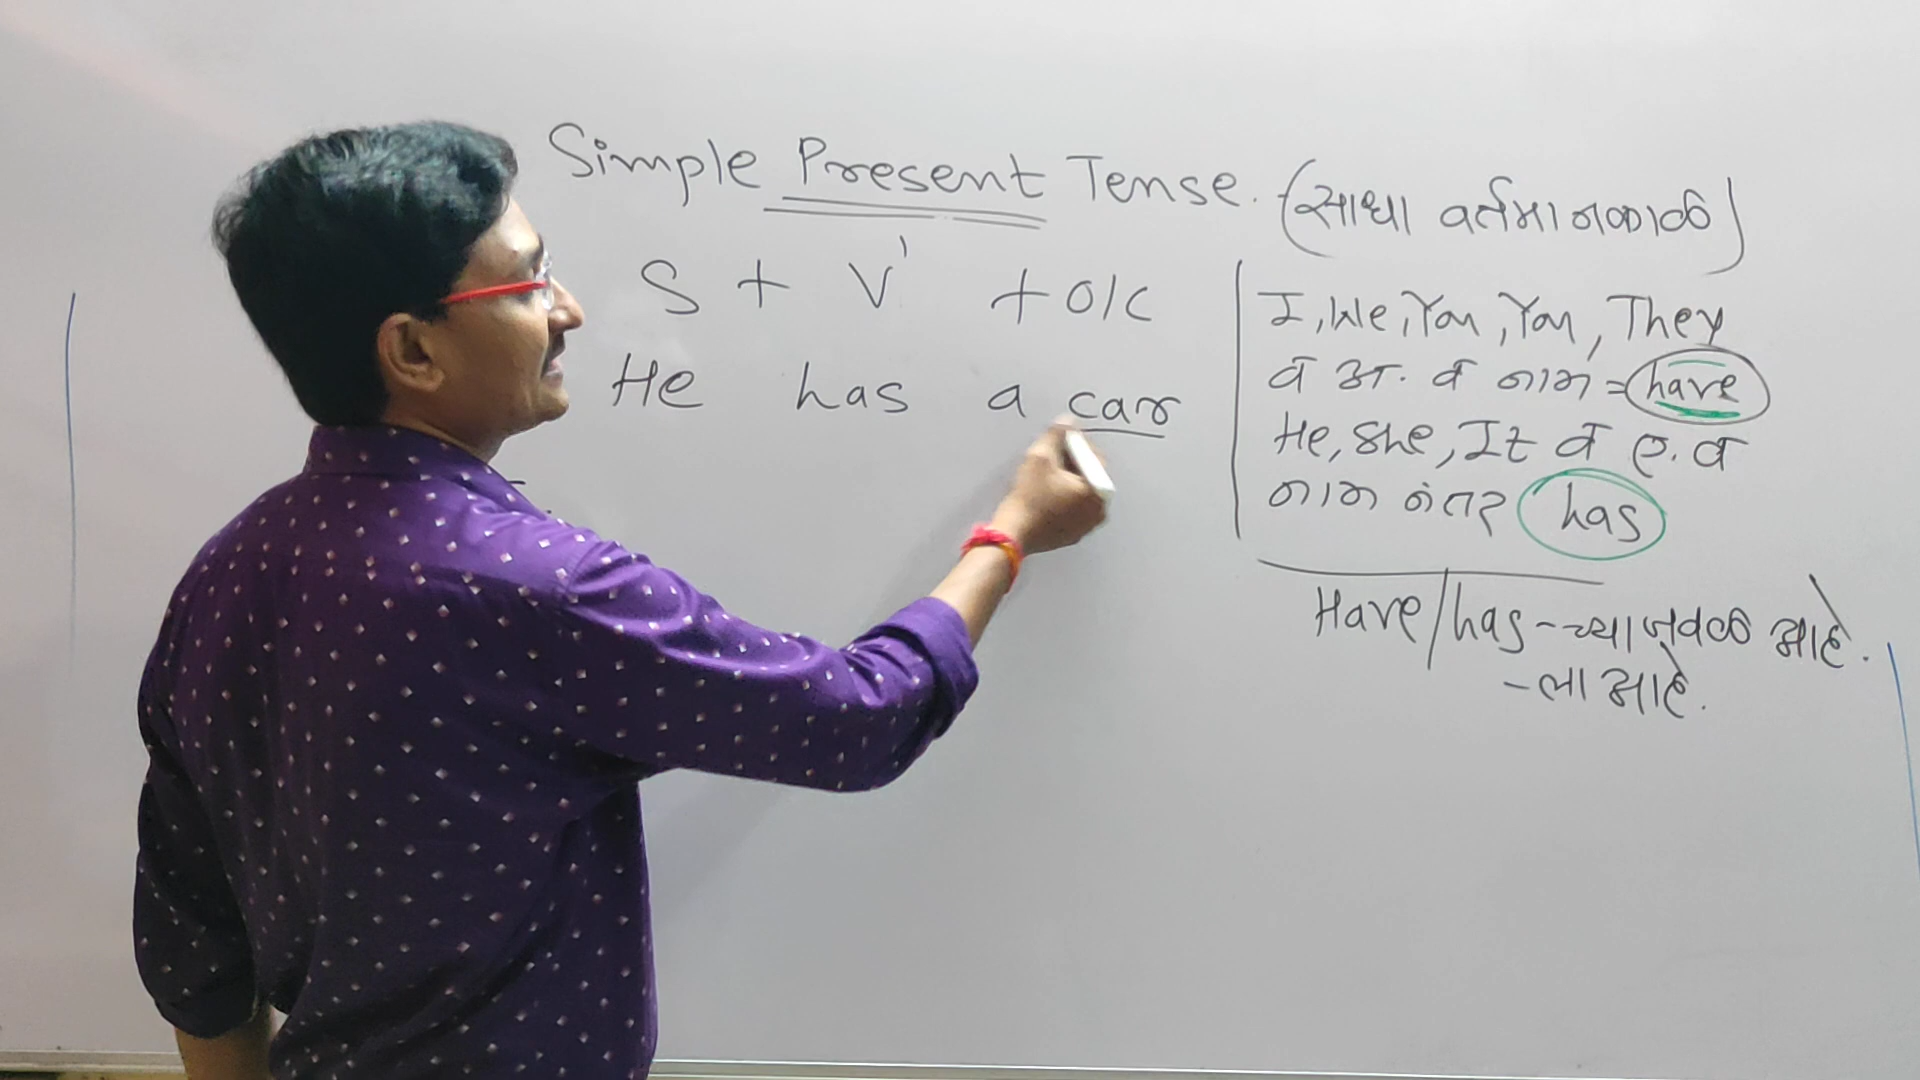 Simple Present Tense. (साधा वर्तमानकाळ)
S + V¹ + O/C
He has a car
I, We, You, You, They
व अ. व नाम = have
He, She, It व ए. व
नाम नंतर has
Have/has - च्या जवळ आहे.
- ला आहे.